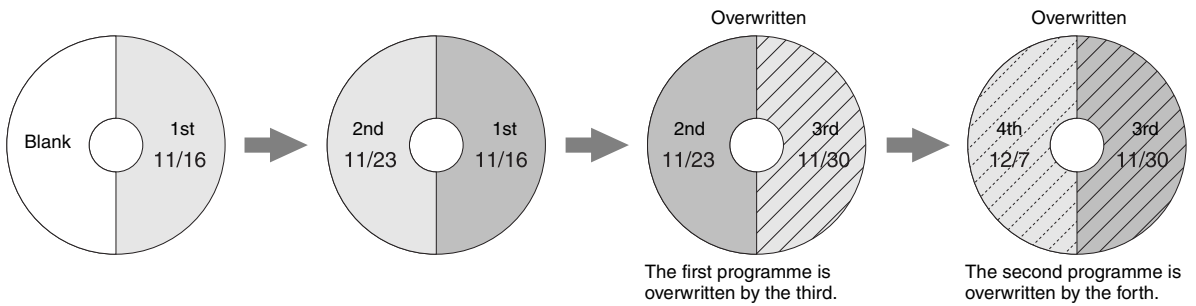 Overwritten
Overwritten
Blank
1st
11/16
2nd
11/23
1st
11/16
2nd
11/23
3rd
11/30
4th
12/7
3rd
11/30
The first programme is
overwritten by the third.
The second programme is
overwritten by the forth.